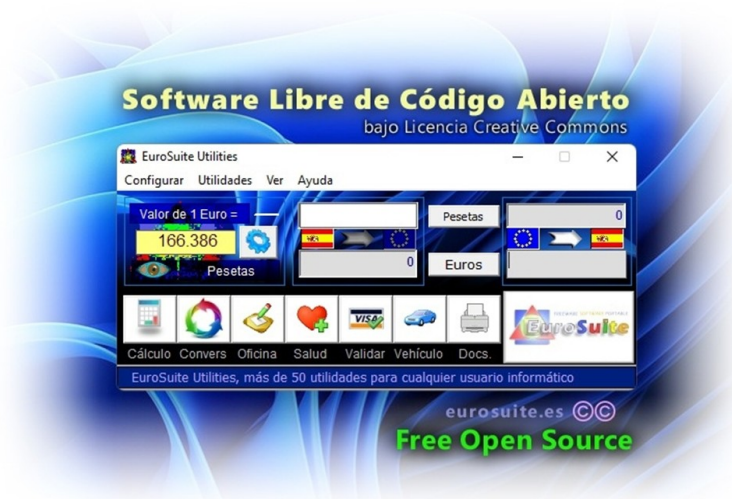 Software Libre de Código Abierto
bajo Licencia Creative Commons
EuroSuite Utilities
Configurar Utilidades Ver Ayuda
Valor de 1 Euro =
Pesetas
0
166.386
Pesetas
0
Euros
VISA
EuroSuite
Cálculo Convers Oficina Salud Validar Vehículo Docs.
EuroSuite Utilities, más de 50 utilidades para cualquier usuario informático
eurosuite.es
Free Open Source